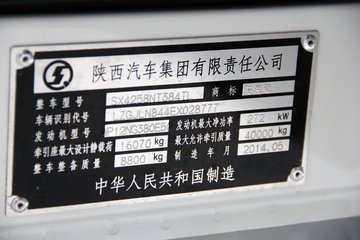 陕西汽车集团有限责任公司
整车型号 SX4258NT384TL 商标
车辆识别代号 LZGJLN844EX028777
发动机型号 WP12NG380E50 发动机最大净功率 272 kW
牵引座最大设计静载荷 16070 kg 最大允许牵引质量 40000 kg
整车整备质量 8800 kg 制造年月 2014.05
中华人民共和国制造